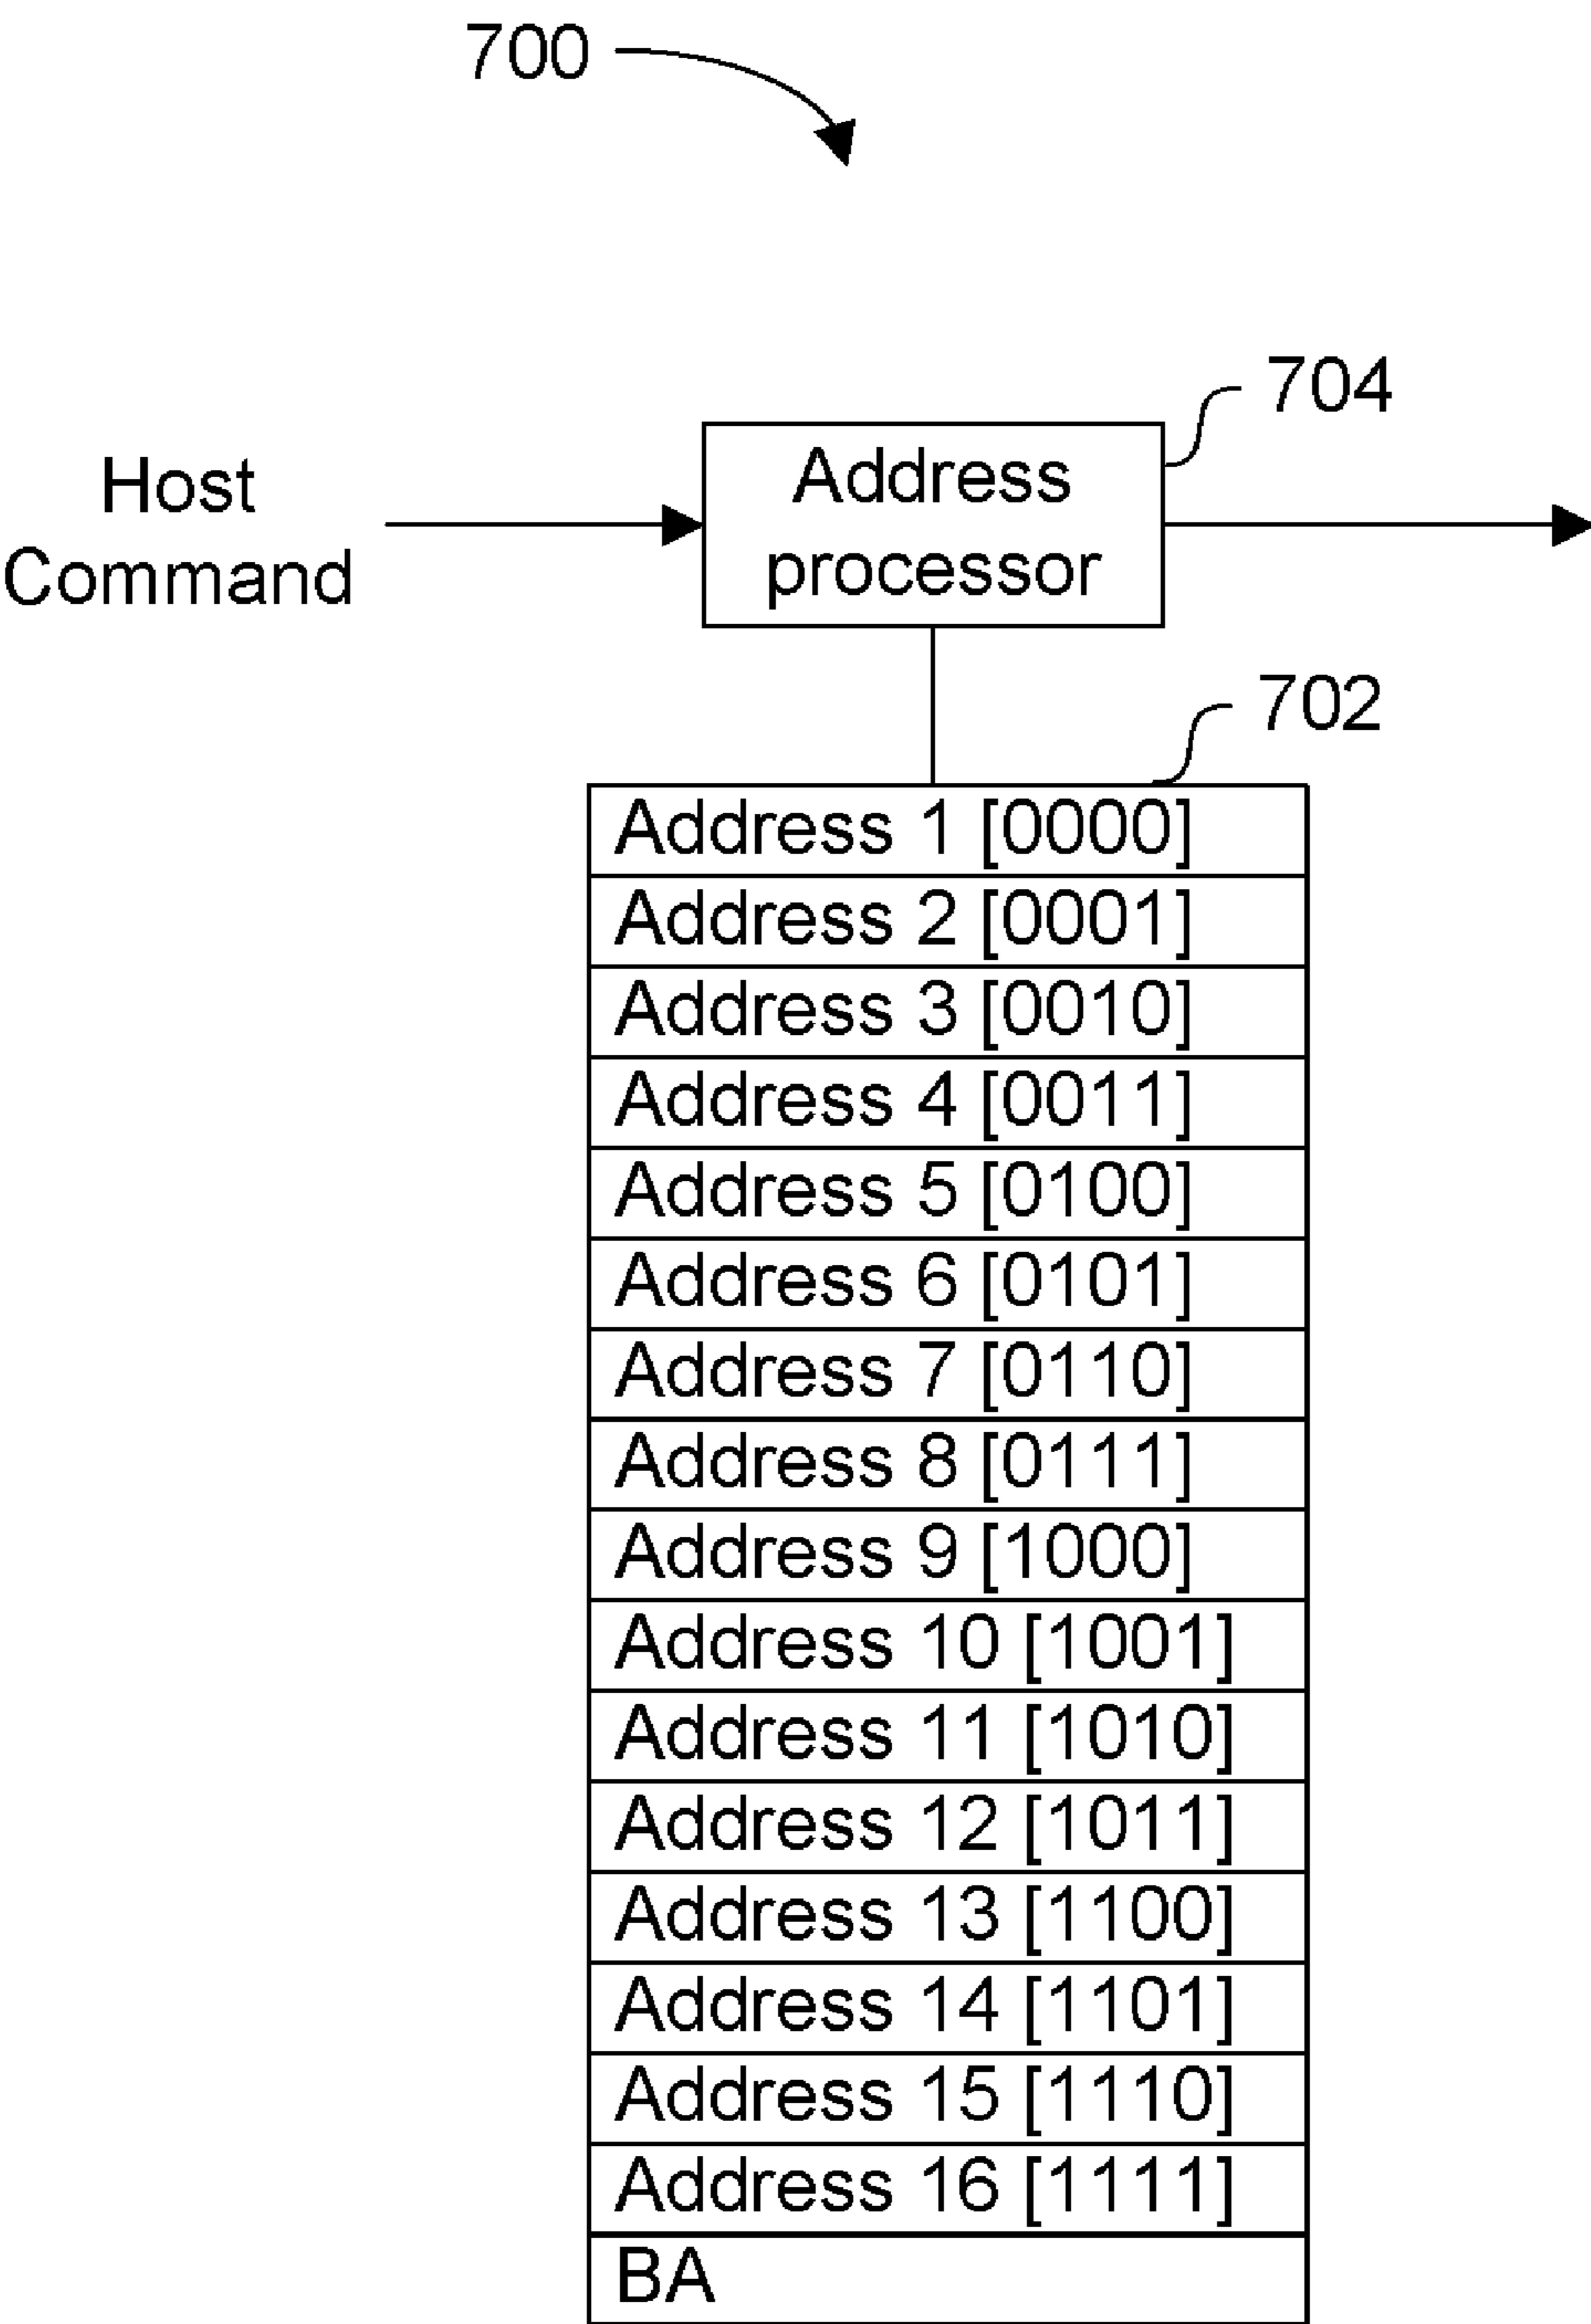 700
704
Host
Command
Address
processor
702
Address 1 [0000]
Address 2 [0001]
Address 3 [0010]
Address 4 [0011]
Address 5 [0100]
Address 6 [0101]
Address 7 [0110]
Address 8 [0111]
Address 9 [1000]
Address 10 [1001]
Address 11 [1010]
Address 12 [1011]
Address 13 [1100]
Address 14 [1101]
Address 15 [1110]
Address 16 [1111]
BA